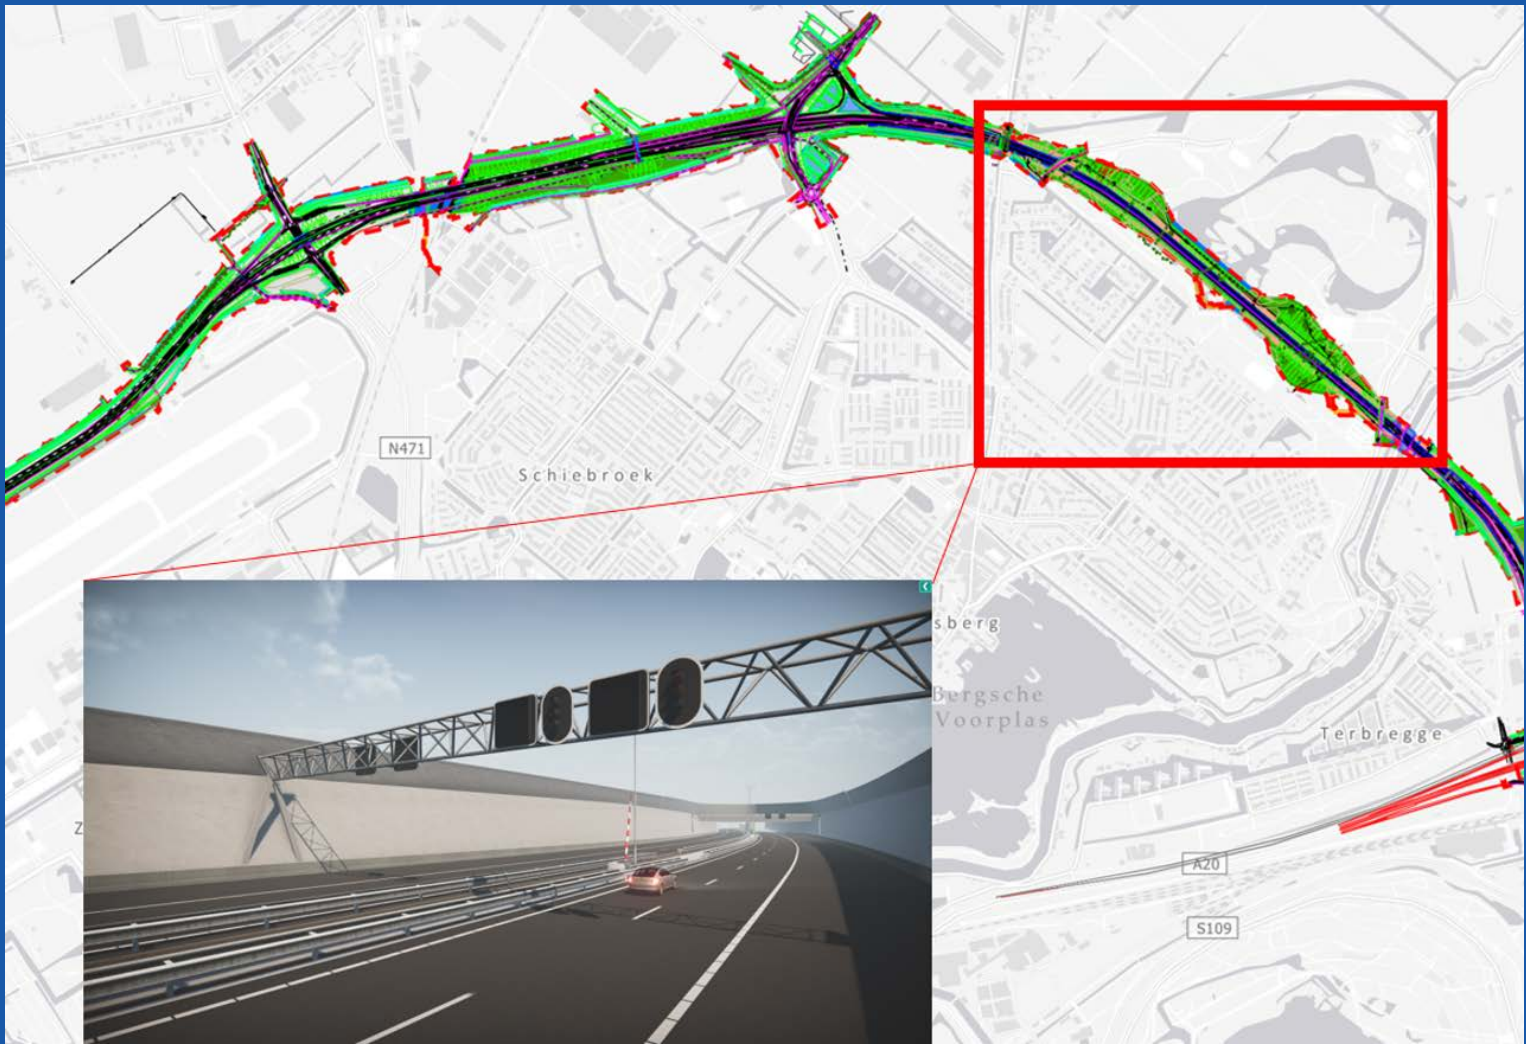 N471
Schiebroek
sberg
Bergsche
Voorplas
Terbregge
Z
A20
S109